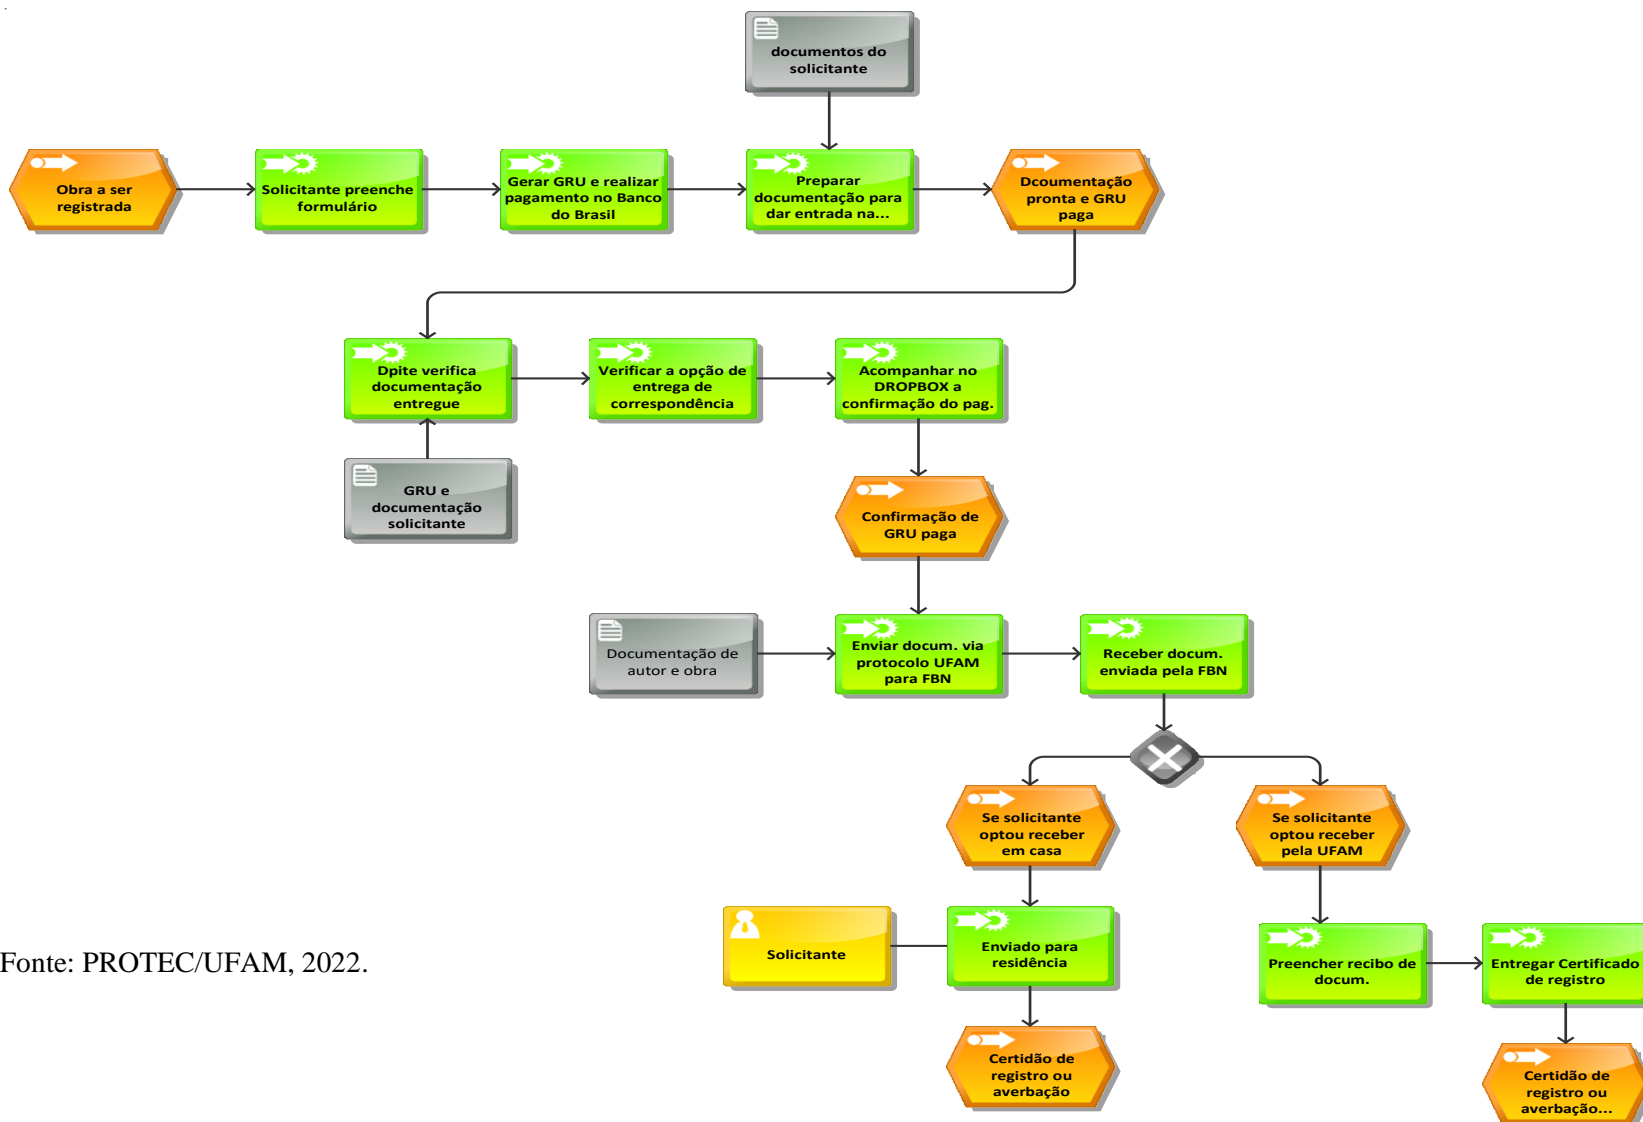 documentos do
solicitante
Obra a ser
registrada
Solicitante preenche
formulário
Gerar GRU e realizar
pagamento no Banco
do Brasil
Preparar
documentação para
dar entrada na...
Dcoumentação
pronta e GRU
paga
Dpite verifica
documentação
entregue
Verificar a opção de
entrega de
correspondência
Acompanhar no
DROPBOX a
confirmação do pag.
GRU e
documentação
solicitante
Confirmação de
GRU paga
Documentação de
autor e obra
Enviar docum. via
protocolo UFAM
para FBN
Receber docum.
enviada pela FBN
Se solicitante
optou receber
em casa
Se solicitante
optou receber
pela UFAM
Solicitante
Enviado para
residência
Preencher recibo de
docum.
Entregar Certificado
de registro
Fonte: PROTEC/UFAM, 2022.
Certidão de
registro ou
averbação
Certidão de
registro ou
averbação...